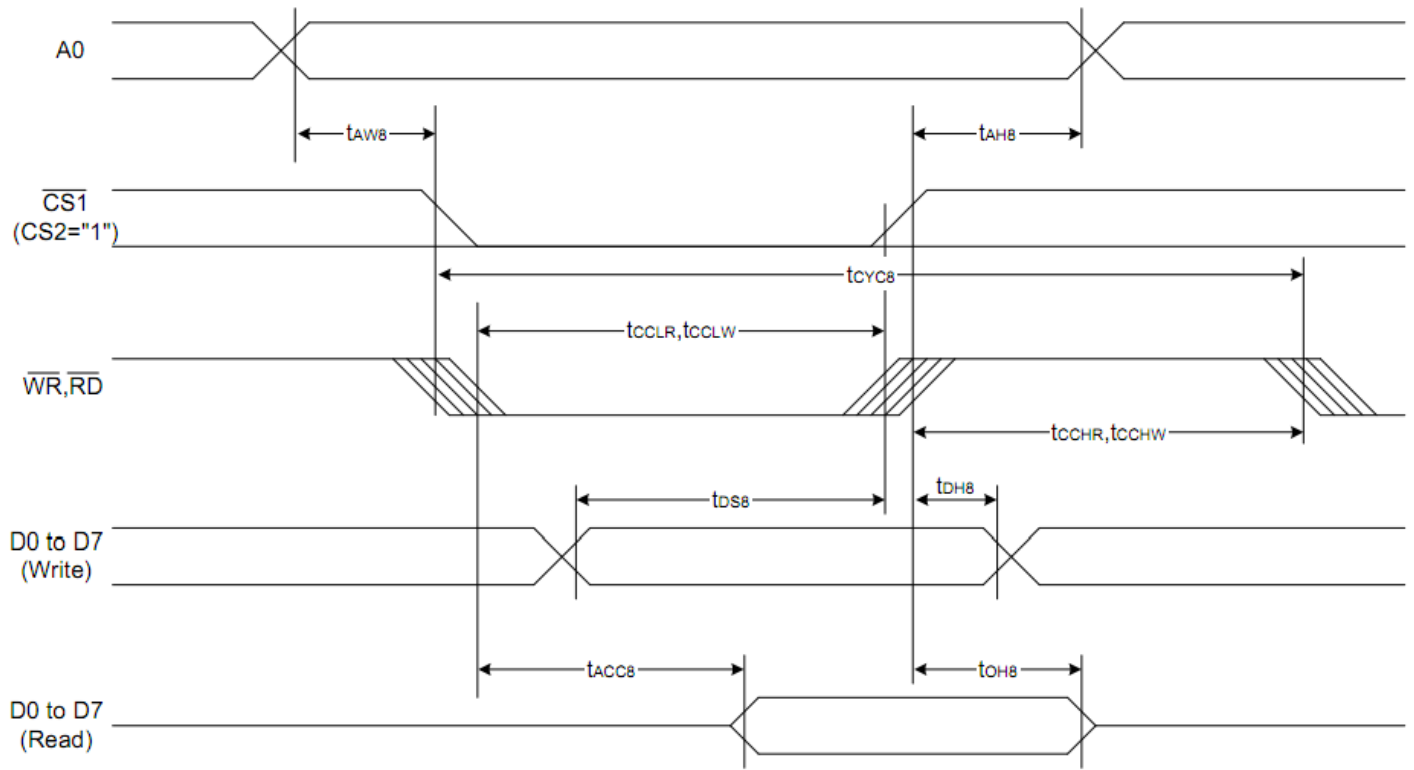 A0
tAW8
tAH8
CS1
(CS2="1")
tCYC8
tCCLR,tCCLW
WR,RD
tCCHR,tCCHW
tDS8
tDH8
D0 to D7
(Write)
tACC8
tOH8
D0 to D7
(Read)